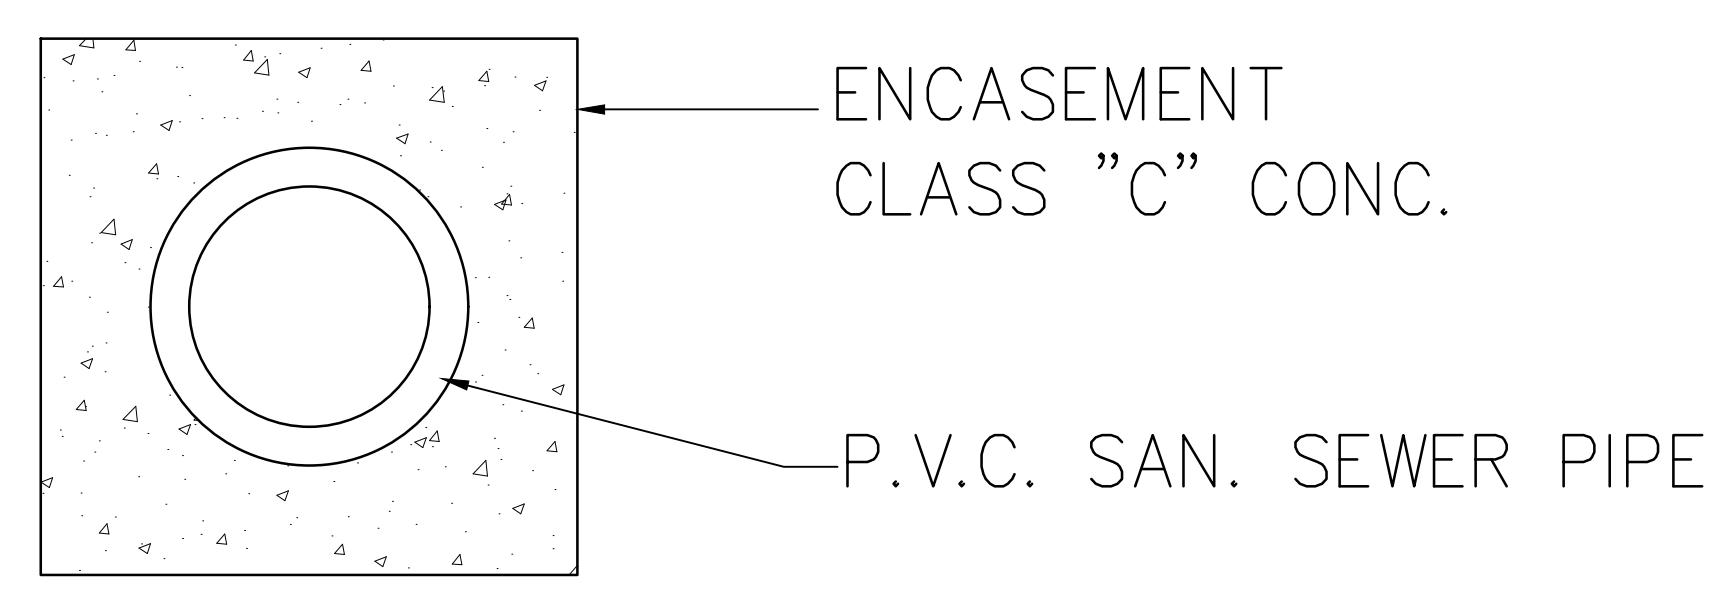 ENCASEMENT
CLASS "C" CONC.
P.V.C. SAN. SEWER PIPE